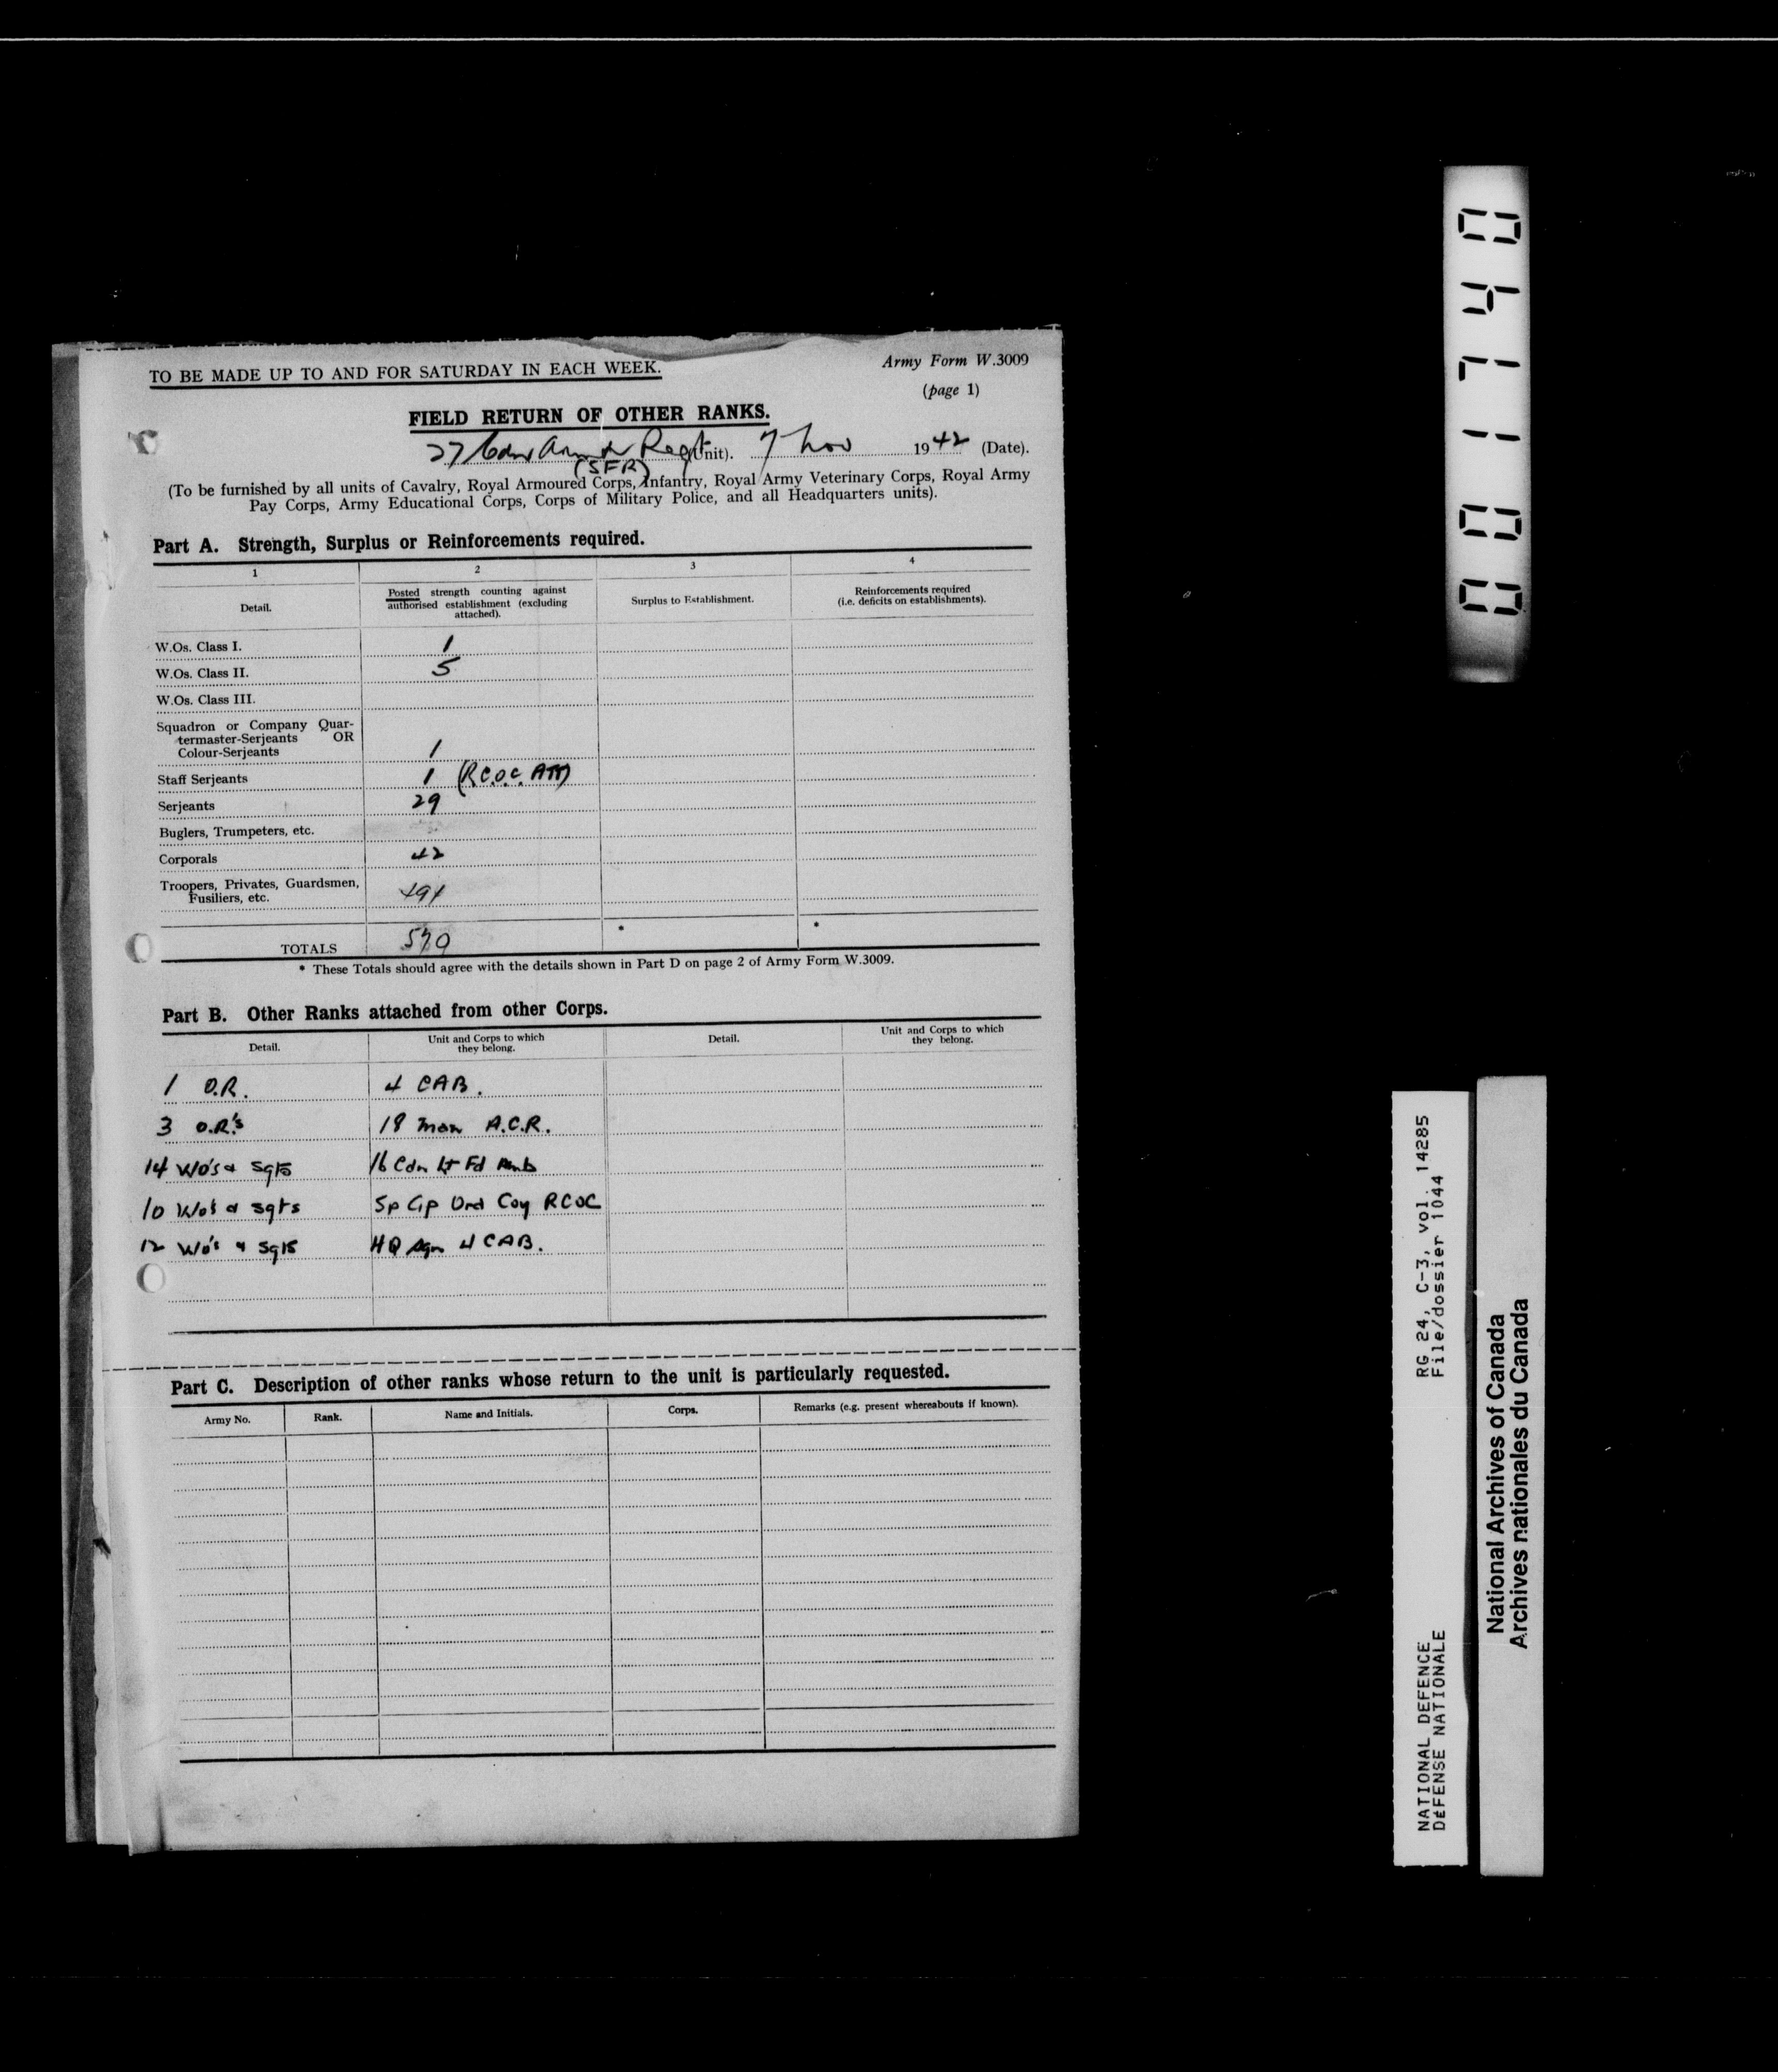 TO BE MADE UP TO AND FOR SATURDAY IN EACH WEEK.
Army Form W.3009
(page 1)
FIELD RETURN OF OTHER RANKS.
27 Cdn Armd Regt (Unit). 7 Nov 1942 (Date).
(SFR)
(To be furnished by all units of Cavalry, Royal Armoured Corps, Infantry, Royal Army Veterinary Corps, Royal Army
Pay Corps, Army Educational Corps, Corps of Military Police, and all Headquarters units).
Part A. Strength, Surplus or Reinforcements required.
1 2 3 4
Detail.
Posted strength counting against
authorised establishment (excluding
attached).
Surplus to Establishment.
Reinforcements required
(i.e. deficits on establishments).
W.Os. Class I. 1
W.Os. Class II. 5
W.Os. Class III.
Squadron or Company Quar-
termaster-Serjeants OR
Colour-Serjeants 1
Staff Serjeants 1 (R.C.O.C. Att)
Serjeants 29
Buglers, Trumpeters, etc.
Corporals 42
Troopers, Privates, Guardsmen,
Fusiliers, etc. 491
TOTALS 570 * *
* These Totals should agree with the details shown in Part D on page 2 of Army Form W.3009.
Part B. Other Ranks attached from other Corps.
Detail.
Unit and Corps to which
they belong.
Detail.
Unit and Corps to which
they belong.
1 O.R. 4 CAB.
3 O.R.'s 18 Man A.C.R.
14 WO's & Sgts 16 Cdn Lt Fd Amb
10 WO's & Sgts Sp Gp Ord Coy RCOC
12 WO's & Sgts HQ Sqn 4 CAB.
Part C. Description of other ranks whose return to the unit is particularly requested.
Army No. Rank. Name and Initials. Corps. Remarks (e.g. present whereabouts if known).
RG 24, C-3, vol. 14285
File/dossier 1044
NATIONAL DEFENCE
DéFENSE NATIONALE
National Archives of Canada
Archives nationales du Canada